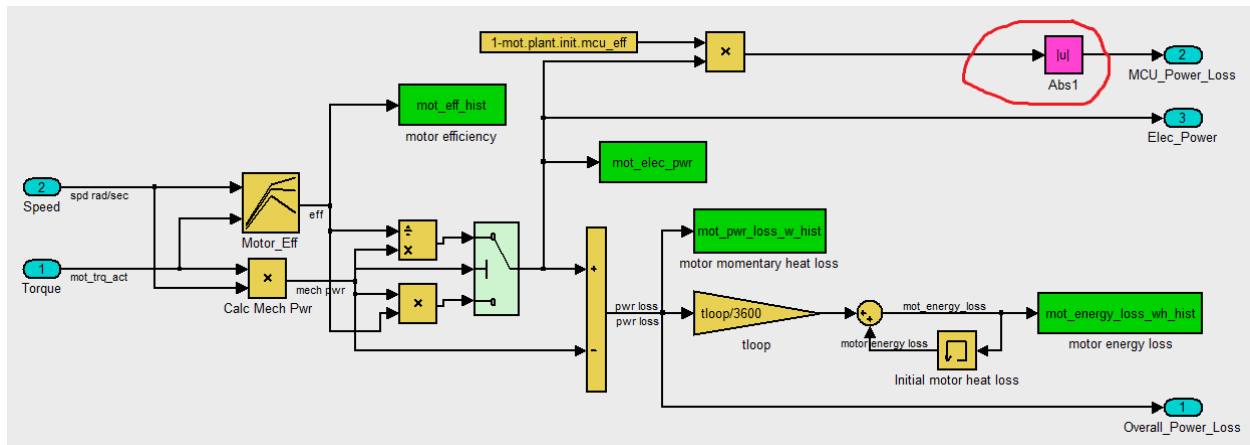 1-mot.plant.init.mcu_eff
×
|u|
Abs1
2
MCU_Power_Loss
mot_eff_hist
motor efficiency
3
Elec_Power
mot_elec_pwr
2
Speed
spd rad/sec
Motor_Eff
eff
÷
×
1
Torque
mot_trq_act
×
Calc Mech Pwr
mech pwr
×
+
-
pwr loss
pwr loss
mot_pwr_loss_w_hist
motor momentary heat loss
tloop/3600
tloop
+
+
mot_energy_loss
motor energy loss
Initial motor heat loss
mot_energy_loss_wh_hist
motor energy loss
1
Overall_Power_Loss